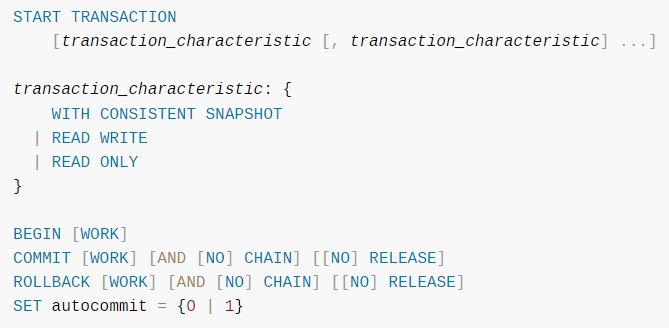 START TRANSACTION
    [transaction_characteristic [, transaction_characteristic] ...]

transaction_characteristic: {
    WITH CONSISTENT SNAPSHOT
  | READ WRITE
  | READ ONLY
}

BEGIN [WORK]
COMMIT [WORK] [AND [NO] CHAIN] [[NO] RELEASE]
ROLLBACK [WORK] [AND [NO] CHAIN] [[NO] RELEASE]
SET autocommit = {0 | 1}